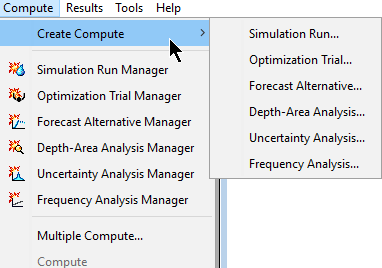 Compute Results Tools Help
Create Compute
Simulation Run...
Optimization Trial...
Forecast Alternative...
Depth-Area Analysis...
Uncertainty Analysis...
Frequency Analysis...
Simulation Run Manager
Optimization Trial Manager
Forecast Alternative Manager
Depth-Area Analysis Manager
Uncertainty Analysis Manager
Frequency Analysis Manager
Multiple Compute...
Compute